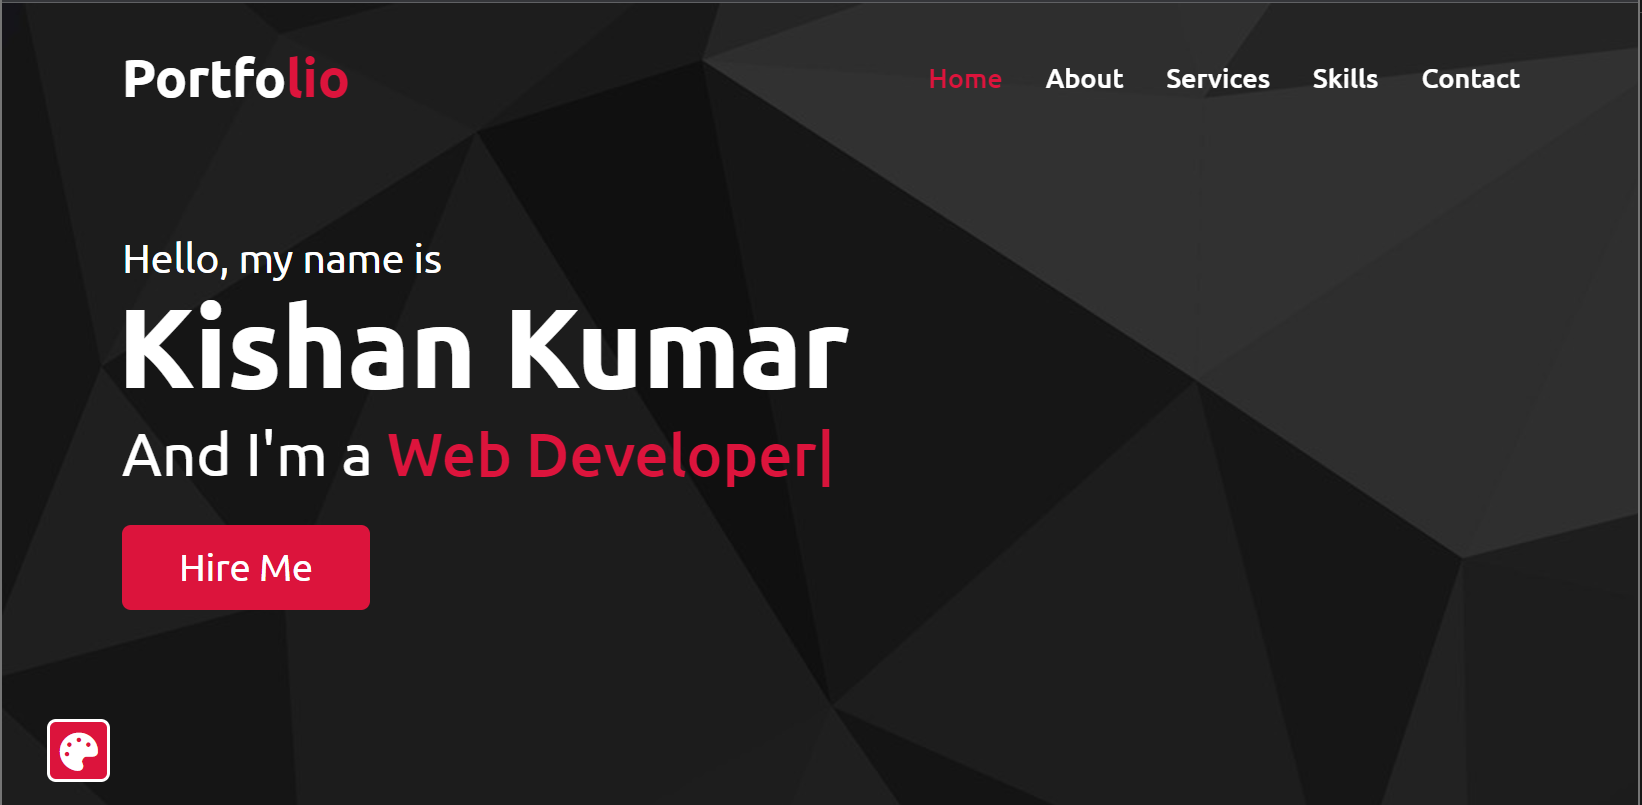 Portfolio
Home About Services Skills Contact
Hello, my name is
Kishan Kumar
And I'm a Web Developer|
Hire Me